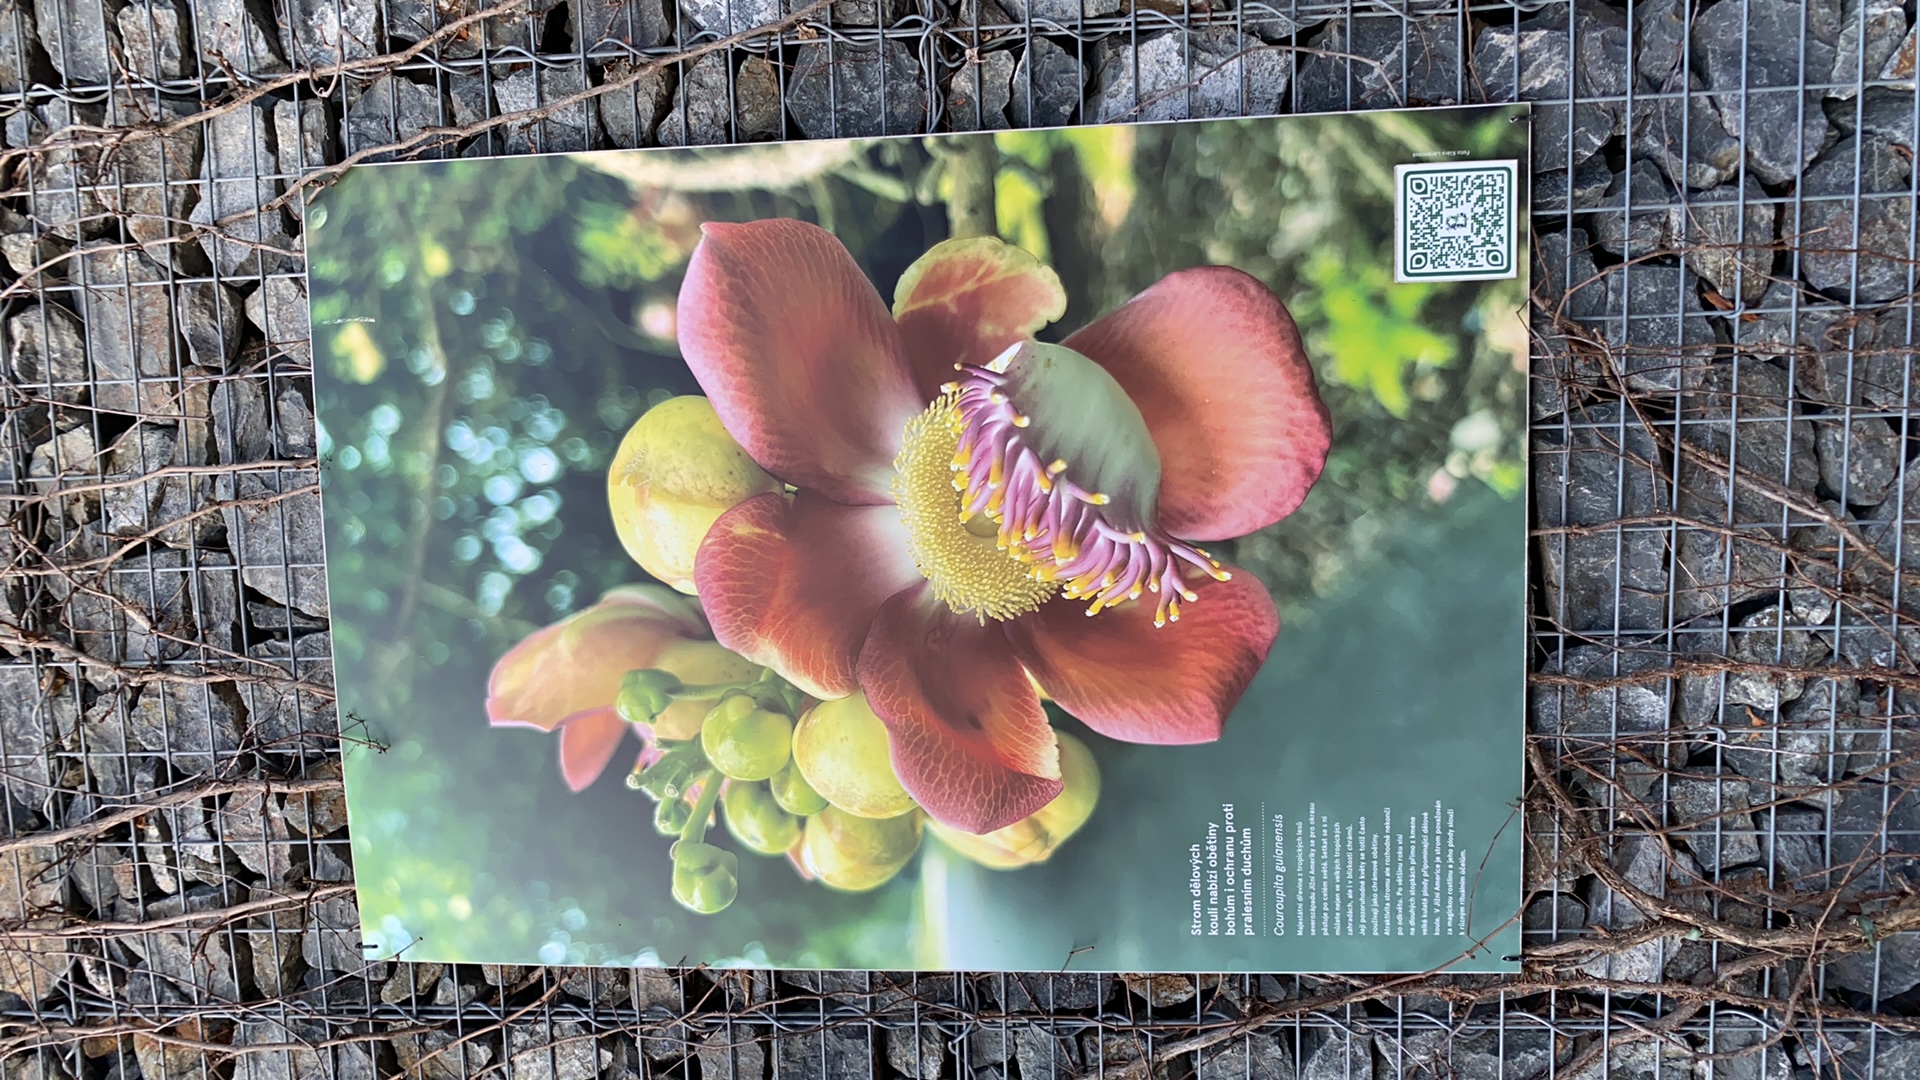 Strom dělových
koulí nabízí obětiny
bohům i ochranu proti
pralesním duchům
Couroupita guianensis
Majestátní dřevina z tropických lesů
severozápadu Jižní Ameriky se pro okrasu
pěstuje po celém světě. Setkat se s ní
můžete nejen ve velkých tropických
zahradách, ale i v blízkosti chrámů.
Její pozoruhodné květy se totiž často
používají jako chrámové obětiny.
Atraktivita stromu ale rozhodně nekončí
po odkvětu. Po většinu roku visí
na dlouhých stopkách přímo z kmene
velké kulaté plody připomínající dělové
koule. V Jižní Americe je strom považován
za magickou rostlinu a jeho plody slouží
k různým rituálním účelům.